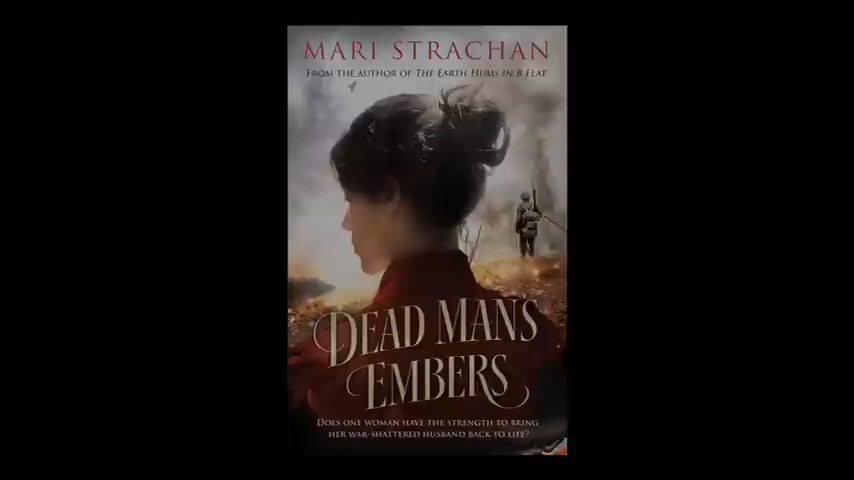 MARI STRACHAN
FROM THE AUTHOR OF THE EARTH HUMS IN B FLAT
DEAD MAN'S
EMBERS
DOES ONE WOMAN HAVE THE STRENGTH TO BRING
HER WAR-SHATTERED HUSBAND BACK TO LIFE?